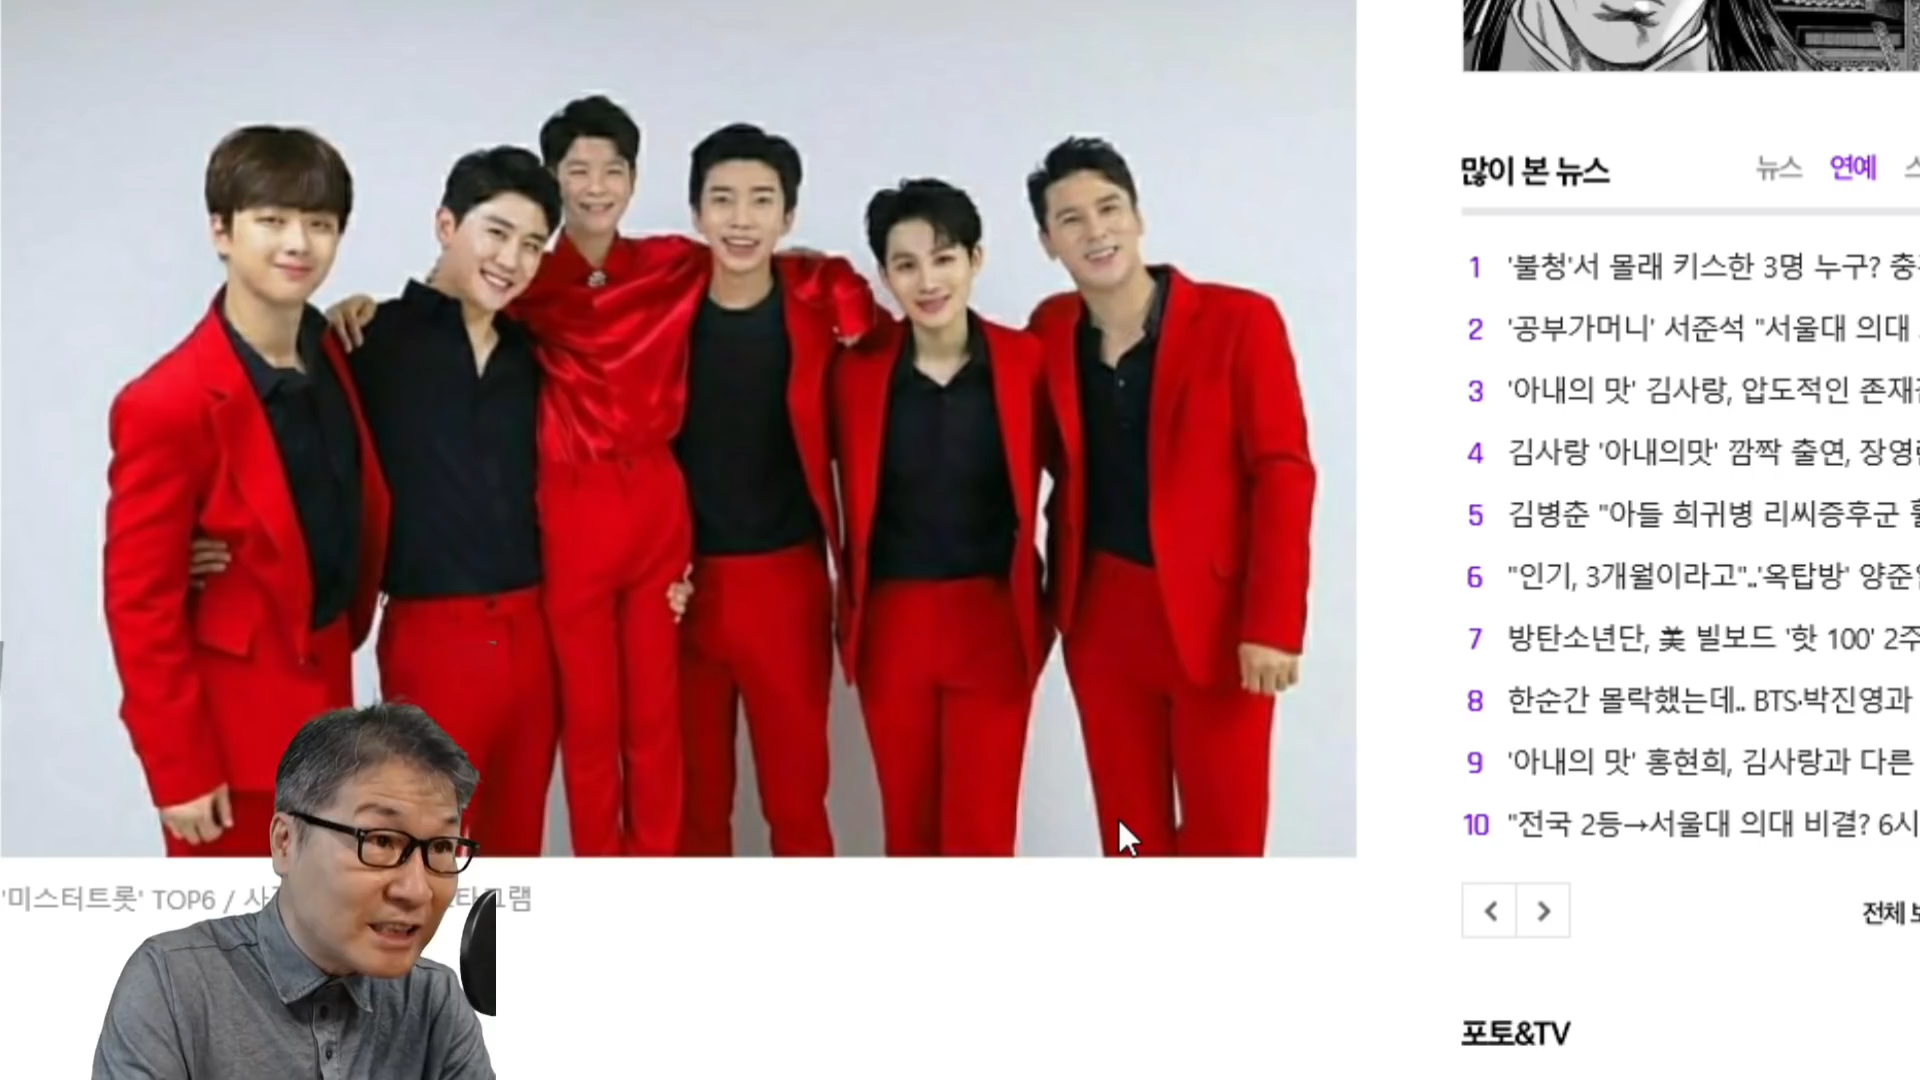 '미스터트롯' TOP6 / 사
그램
많이 본 뉴스
뉴스 연예
1 '불청'서 몰래 키스한 3명 누구?
2 '공부가머니' 서준석 "서울대 의대
3 '아내의 맛' 김사랑, 압도적인
4 김사랑 '아내의맛' 깜짝 출연,
5 김병춘 "아들 희귀병 리씨증후군
6 "인기, 3개월이라고"..'옥탑방'
7 방탄소년단, 美 빌보드 '핫 100' 2주
8 한순간 몰락했는데.. BTS·박진영과
9 '아내의 맛' 홍현희, 김사랑과 다른
10 "전국 2등→서울대 의대 비결? 6시
전체
포토&TV